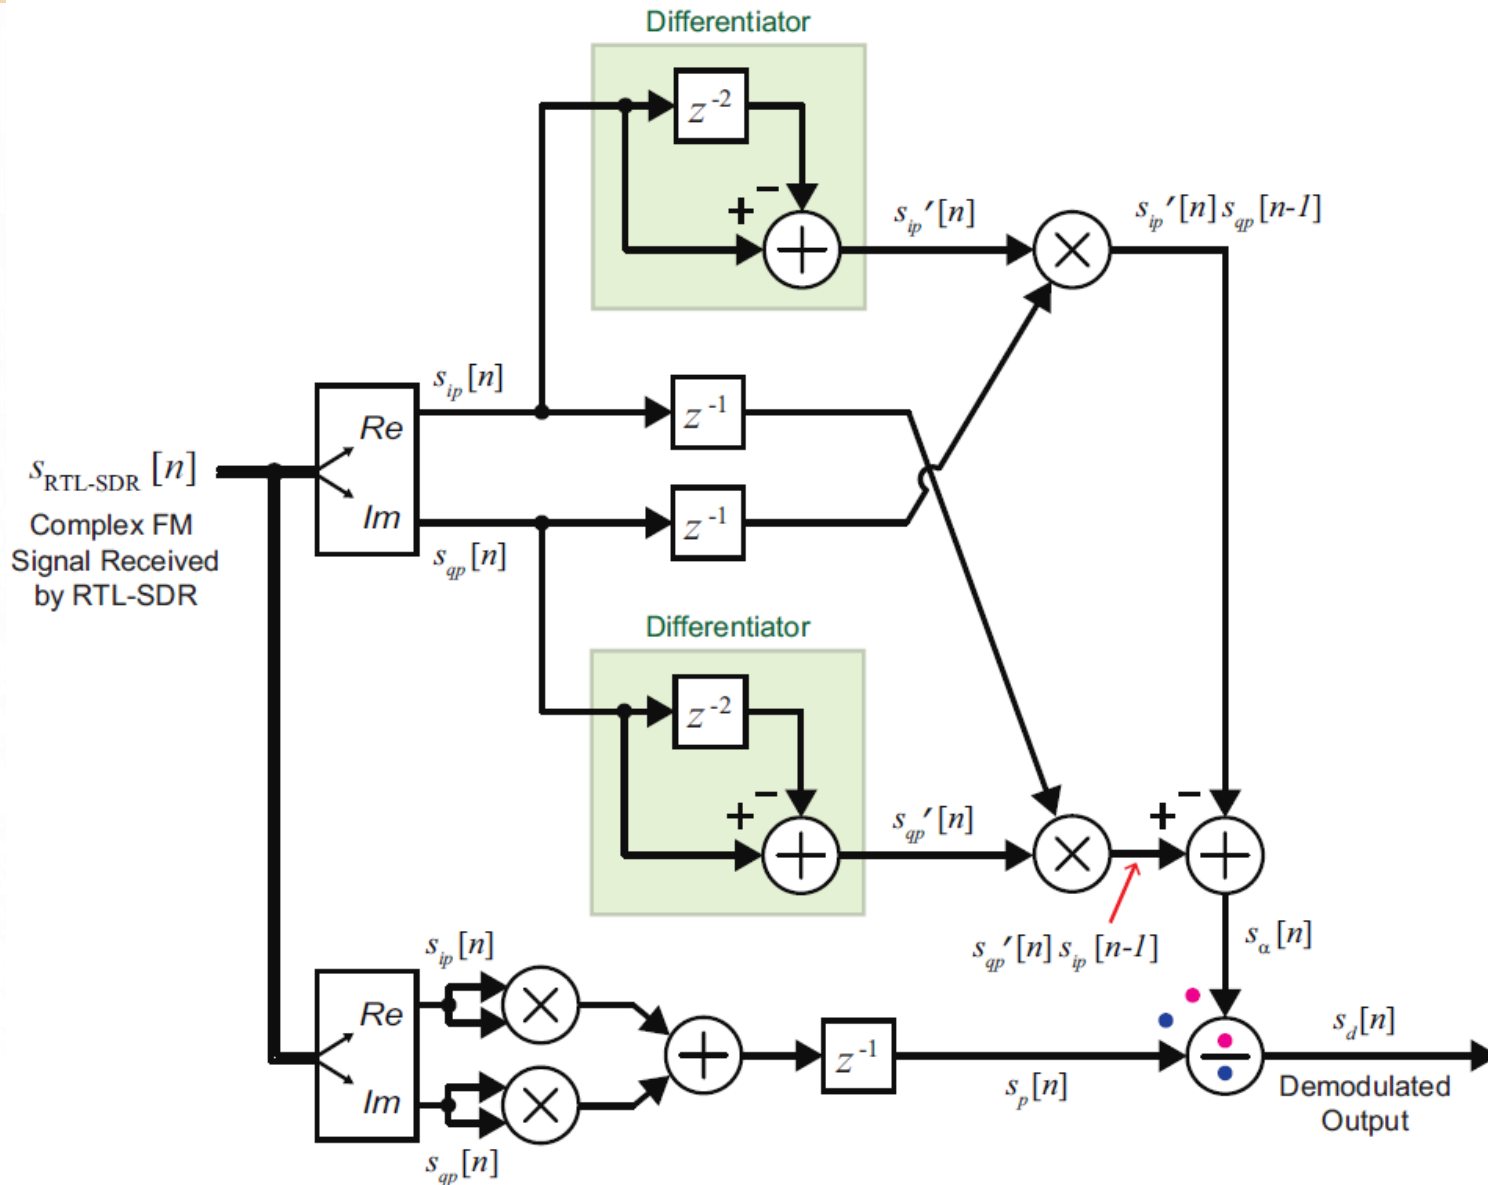 Differentiator
z⁻²
−
+
s_ip′[n]
s_ip′[n] s_qp[n-1]
+
×
s_ip[n]
z⁻¹
Re
s_RTL-SDR [n]
Complex FM
Signal Received
by RTL-SDR
Im
z⁻¹
s_qp[n]
Differentiator
z⁻²
−
+
s_qp′[n]
+
×
+
−
+
s_qp′[n] s_ip[n-1]
s_α[n]
s_ip[n]
Re
×
+
z⁻¹
s_p[n]
÷
s_d[n]
Demodulated
Output
Im
×
s_qp[n]